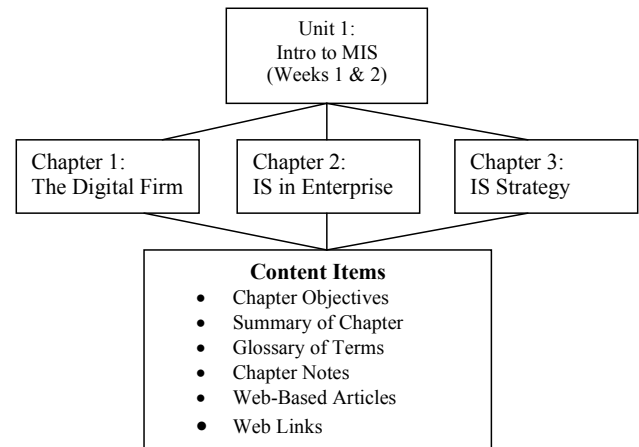 Unit 1:
Intro to MIS
(Weeks 1 & 2)
Chapter 1:
The Digital Firm
Chapter 2:
IS in Enterprise
Chapter 3:
IS Strategy
Content Items
• Chapter Objectives
• Summary of Chapter
• Glossary of Terms
• Chapter Notes
• Web-Based Articles
• Web Links